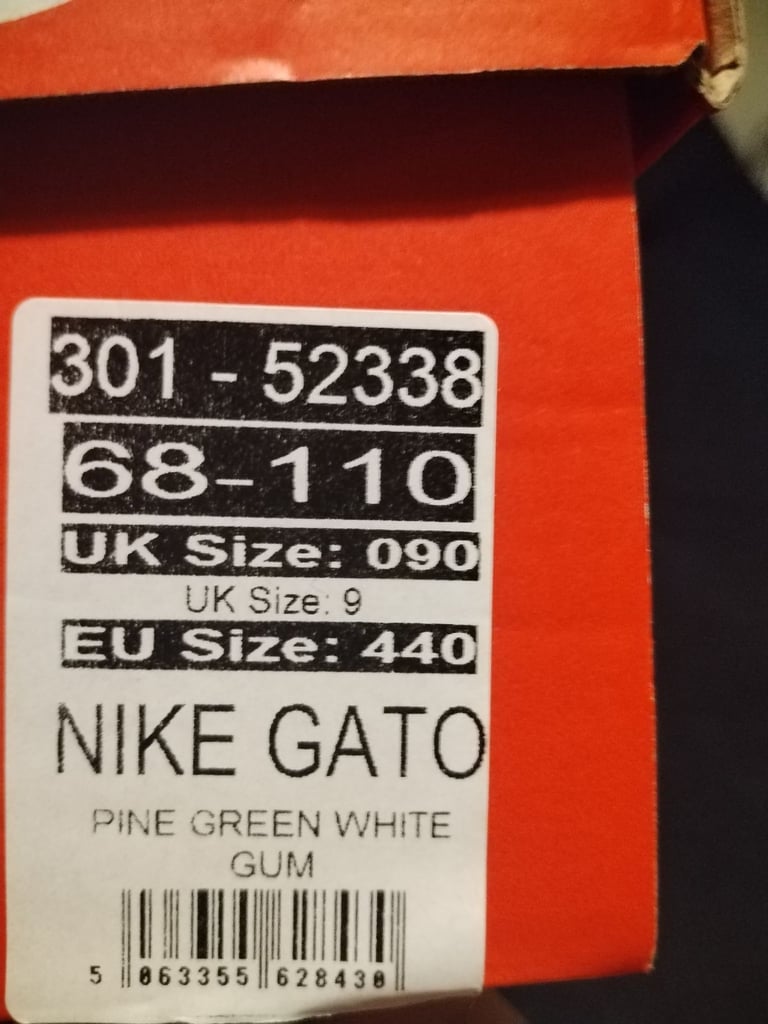 301 - 52338
68-110
UK Size: 090
UK Size: 9
EU Size: 440
NIKE GATO
PINE GREEN WHITE
GUM
5 063355 628430